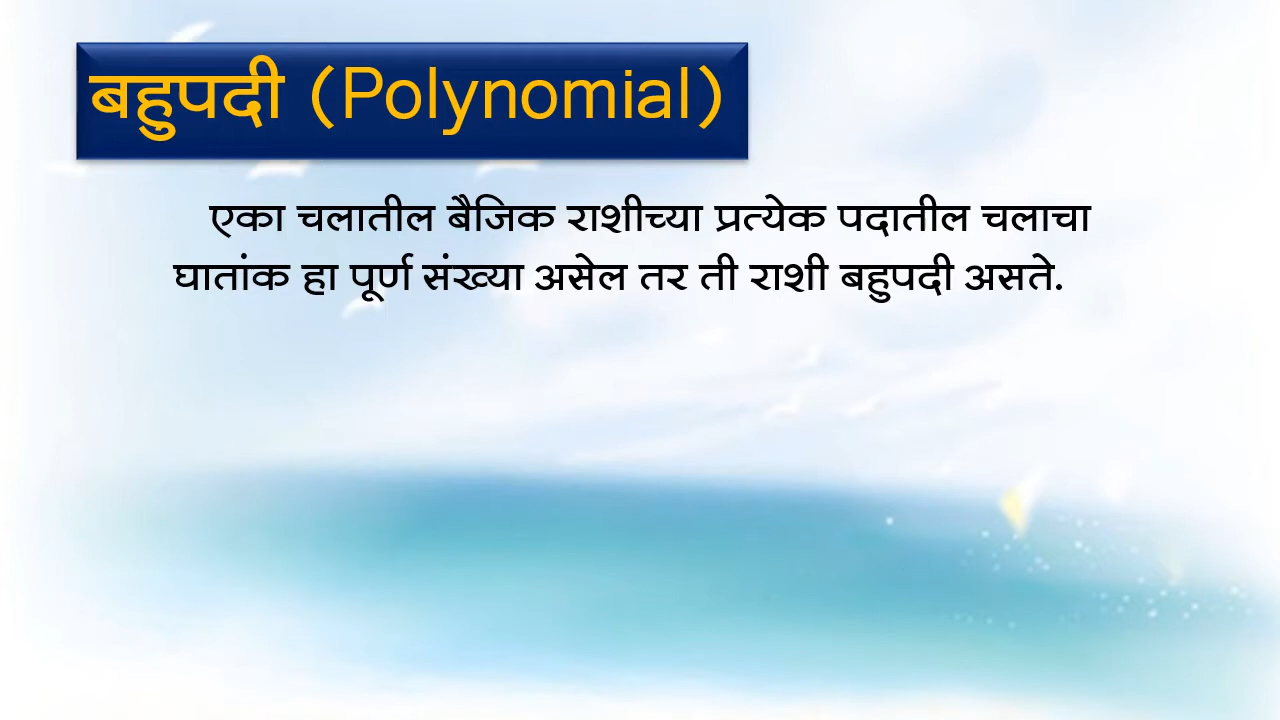 बहुपदी (Polynomial)
एका चलातील बैजिक राशीच्या प्रत्येक पदातील चलाचा
घातांक हा पूर्ण संख्या असेल तर ती राशी बहुपदी असते.